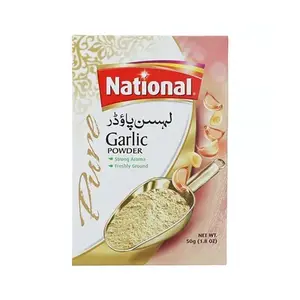 National
لہسن پاؤڈر
Garlic
POWDER
Strong Aroma
Freshly Ground
Pure
NET WT.
50g (1.8 OZ)